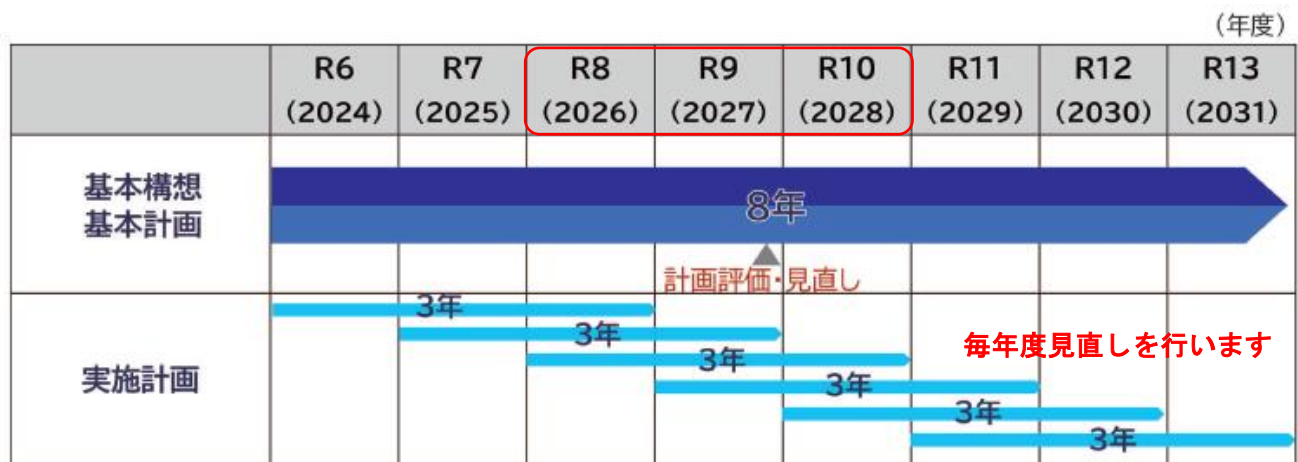 （年度）
R6 R7 R8 R9 R10 R11 R12 R13
(2024) (2025) (2026) (2027) (2028) (2029) (2030) (2031)
基本構想
基本計画
8年
計画評価・見直し
実施計画
3年
3年
3年
3年
3年
3年
毎年度見直しを行います